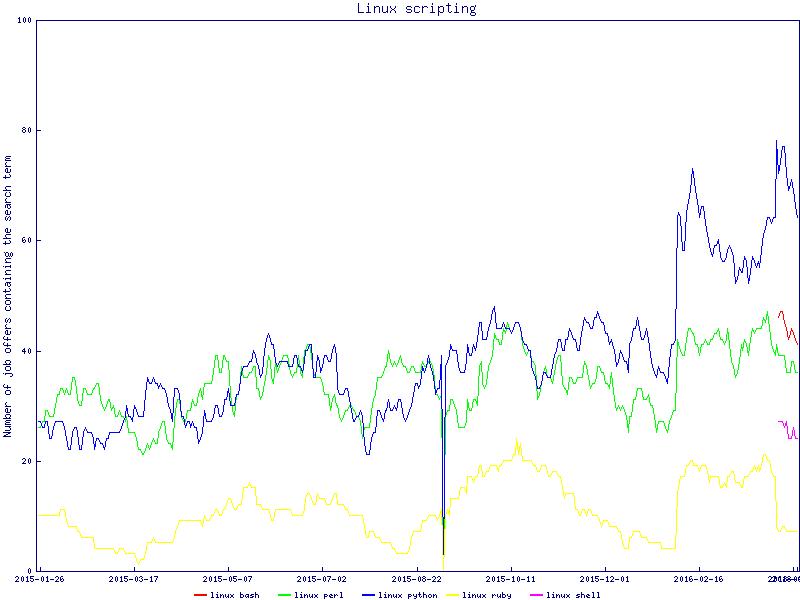 Linux scripting
100
80
60
40
20
0
Number of job offers containing the search term
2015-01-26 2015-03-17 2015-05-07 2015-07-02 2015-08-22 2015-10-11 2015-12-01 2016-02-16
linux bash linux perl linux python linux ruby linux shell